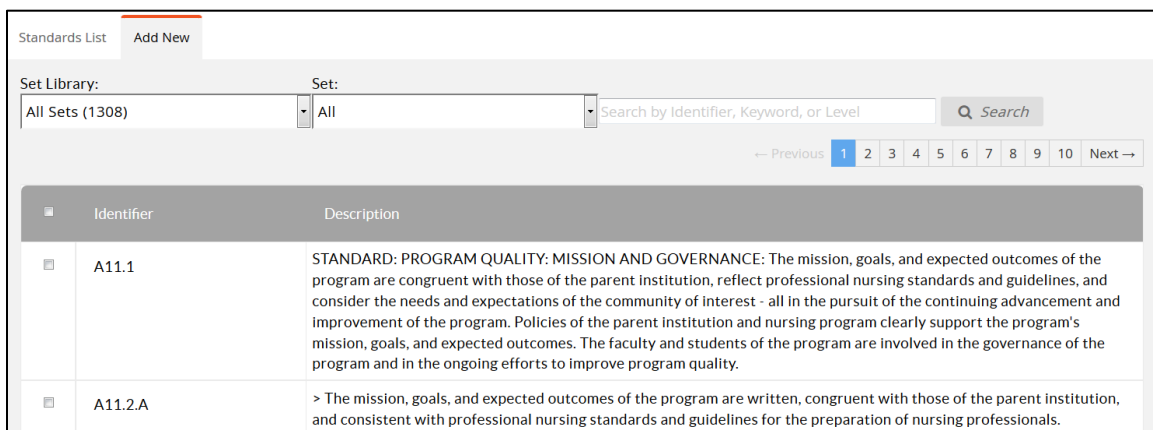 Standards List Add New
Set Library: Set:
All Sets (1308) All Search by Identifier, Keyword, or Level Search
← Previous 1 2 3 4 5 6 7 8 9 10 Next →
Identifier Description
A11.1 STANDARD: PROGRAM QUALITY: MISSION AND GOVERNANCE: The mission, goals, and expected outcomes of the
program are congruent with those of the parent institution, reflect professional nursing standards and guidelines, and
consider the needs and expectations of the community of interest - all in the pursuit of the continuing advancement and
improvement of the program. Policies of the parent institution and nursing program clearly support the program's
mission, goals, and expected outcomes. The faculty and students of the program are involved in the governance of the
program and in the ongoing efforts to improve program quality.
A11.2.A > The mission, goals, and expected outcomes of the program are written, congruent with those of the parent institution,
and consistent with professional nursing standards and guidelines for the preparation of nursing professionals.